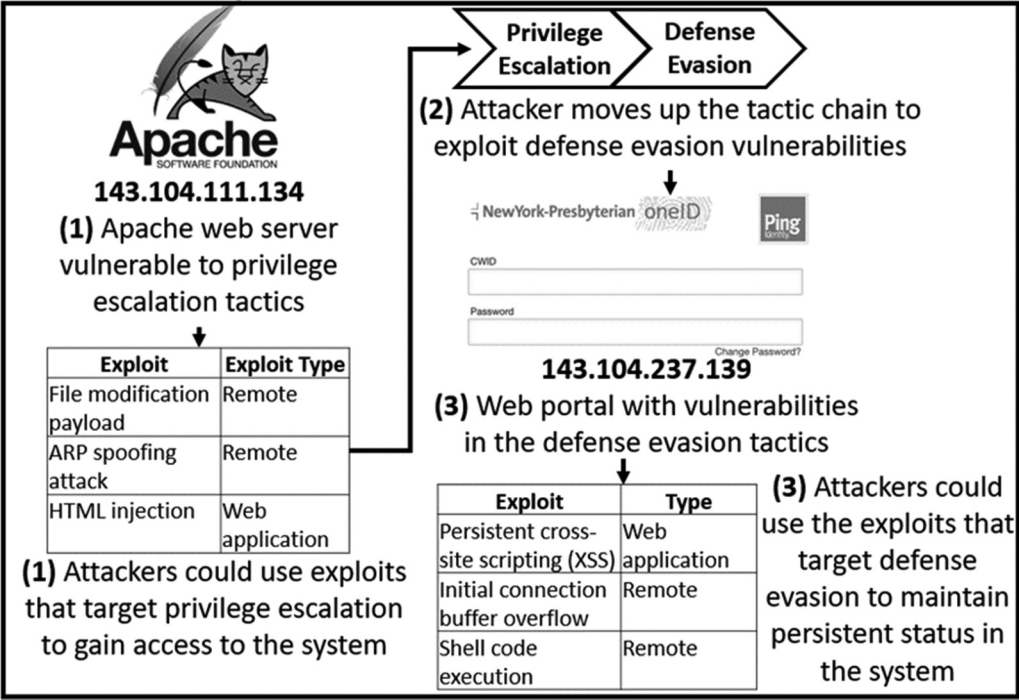 Apache
SOFTWARE FOUNDATION
143.104.111.134
(1) Apache web server
vulnerable to privilege
escalation tactics
Exploit Exploit Type
File modification Remote
payload
ARP spoofing Remote
attack
HTML injection Web
application
(1) Attackers could use exploits
that target privilege escalation
to gain access to the system
Privilege
Escalation
Defense
Evasion
(2) Attacker moves up the tactic chain to
exploit defense evasion vulnerabilities
NewYork-Presbyterian oneID
Ping
Identity
CWID
Password
Change Password?
143.104.237.139
(3) Web portal with vulnerabilities
in the defense evasion tactics
Exploit Type
Persistent cross- Web
site scripting (XSS) application
Initial connection Remote
buffer overflow
Shell code Remote
execution
(3) Attackers could
use the exploits that
target defense
evasion to maintain
persistent status in
the system